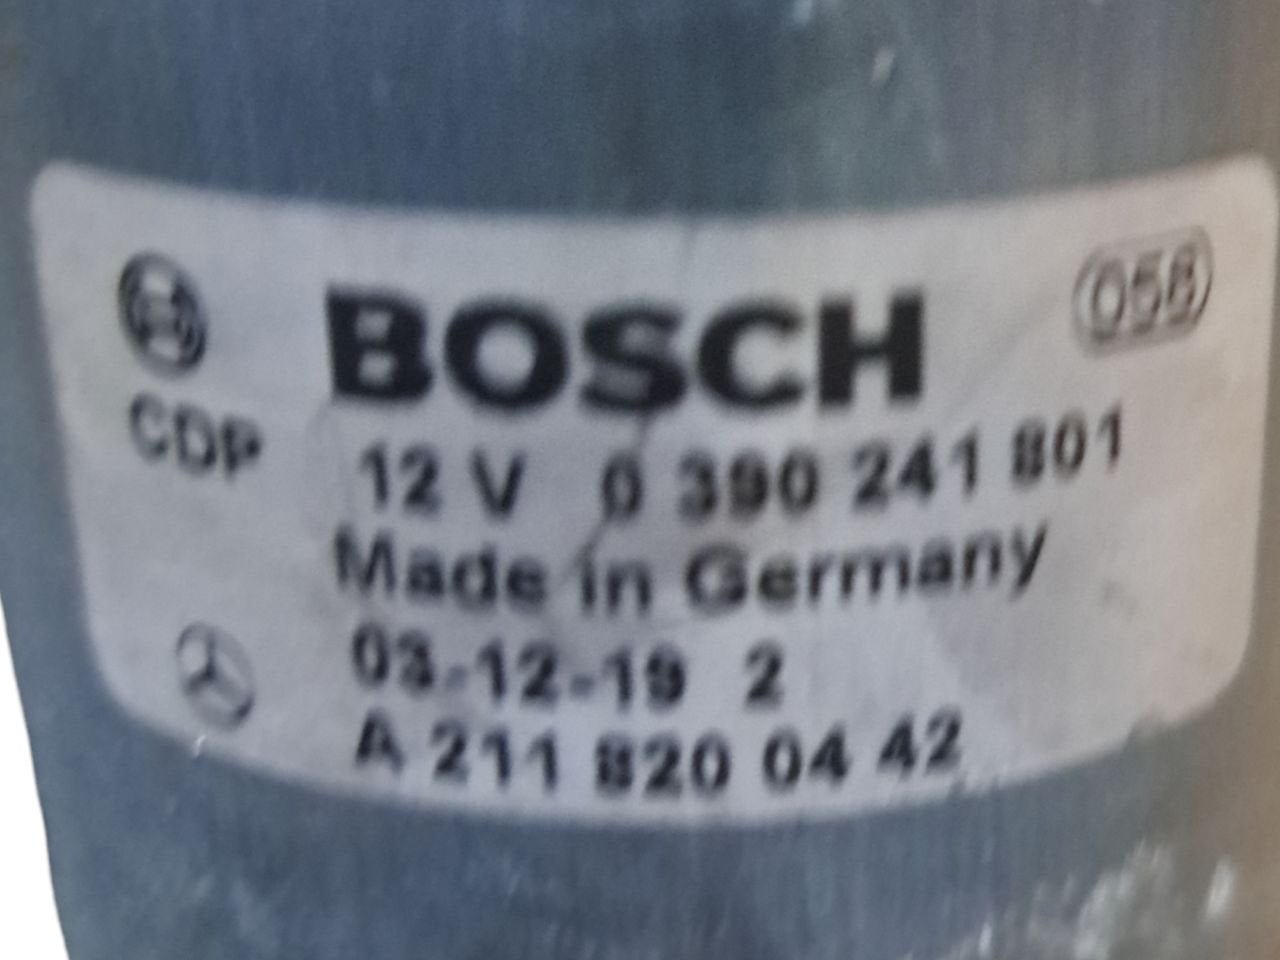 BOSCH 058
CDP 12 V 0 390 241 801
Made in Germany
03-12-19 2
A 211 820 04 42